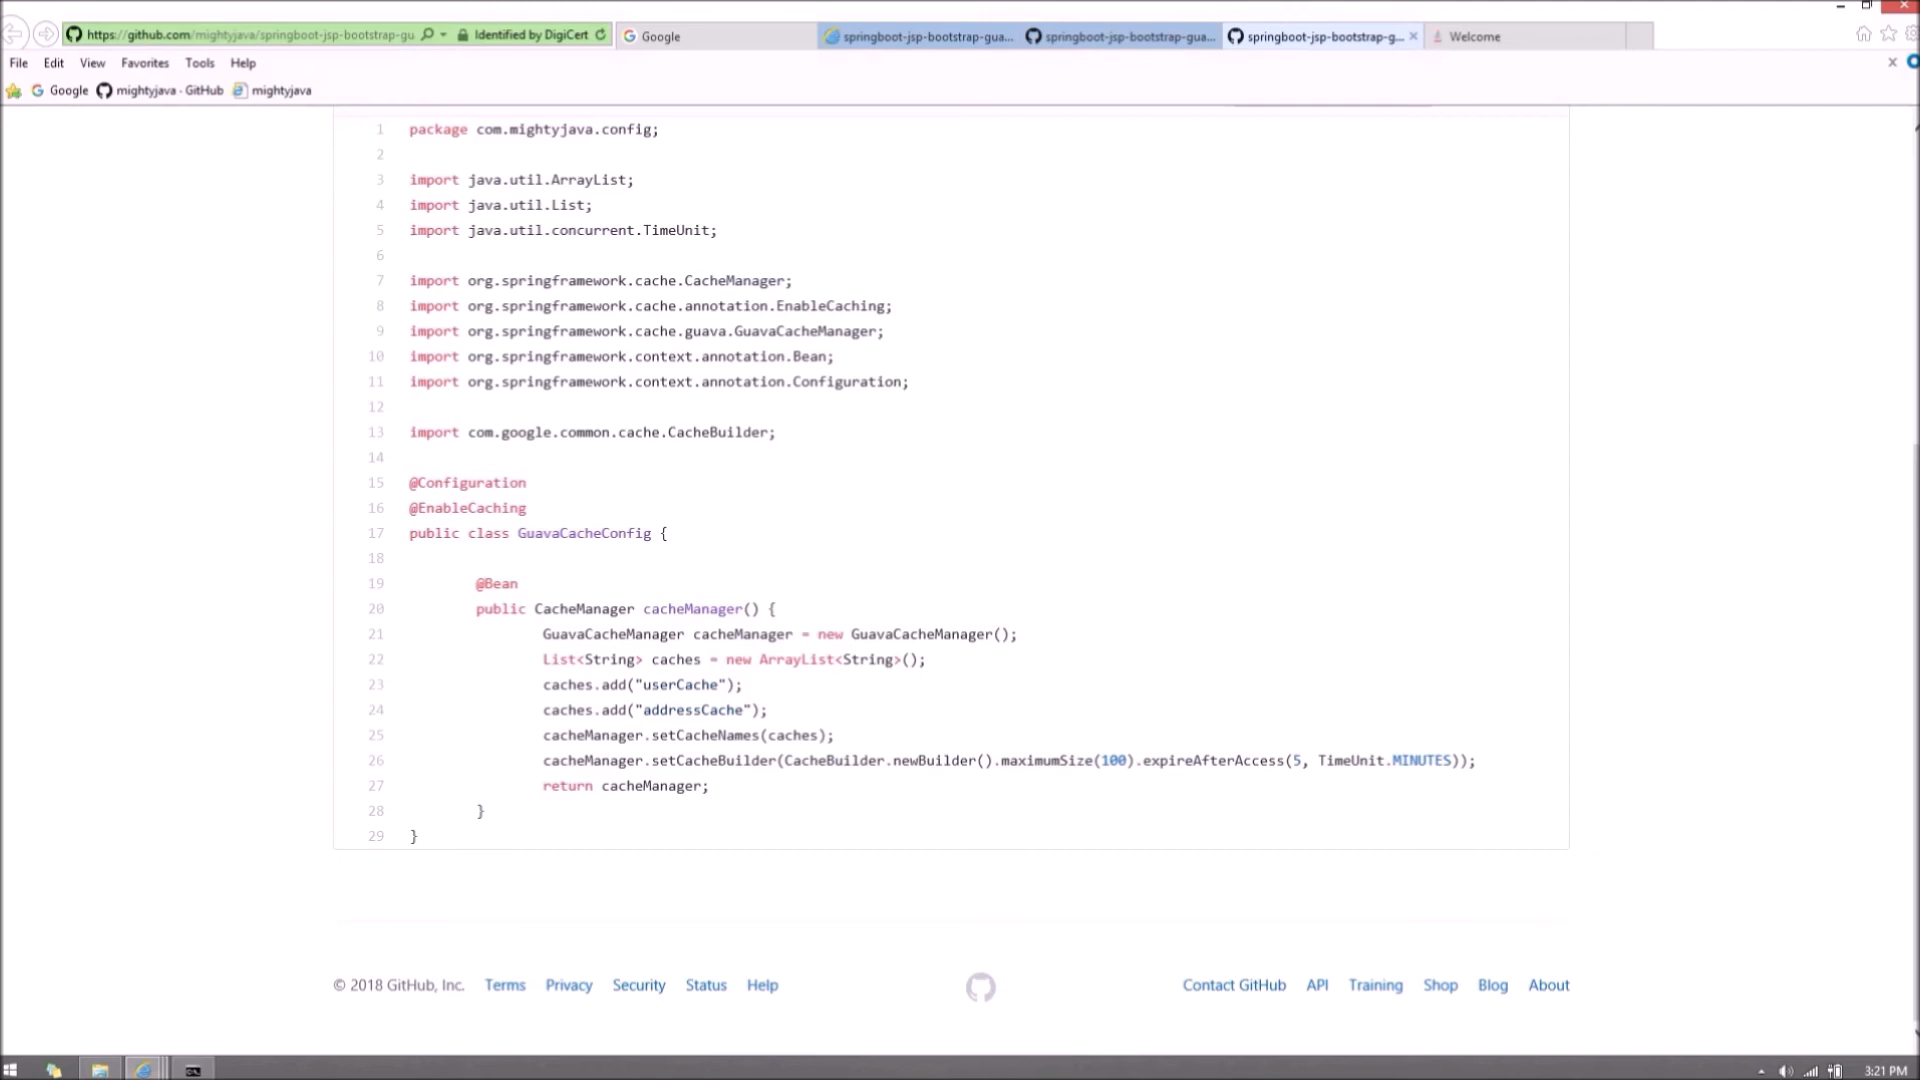 https://github.com/mightyjava/springboot-jsp-bootstrap-gu
Identified by DigiCert
Google
springboot-jsp-bootstrap-gua...
springboot-jsp-bootstrap-gua...
springboot-jsp-bootstrap-g...
Welcome
File Edit View Favorites Tools Help
Google mightyjava - GitHub mightyjava
1 package com.mightyjava.config;
2
3 import java.util.ArrayList;
4 import java.util.List;
5 import java.util.concurrent.TimeUnit;
6
7 import org.springframework.cache.CacheManager;
8 import org.springframework.cache.annotation.EnableCaching;
9 import org.springframework.cache.guava.GuavaCacheManager;
10 import org.springframework.context.annotation.Bean;
11 import org.springframework.context.annotation.Configuration;
12
13 import com.google.common.cache.CacheBuilder;
14
15 @Configuration
16 @EnableCaching
17 public class GuavaCacheConfig {
18
19 @Bean
20 public CacheManager cacheManager() {
21 GuavaCacheManager cacheManager = new GuavaCacheManager();
22 List<String> caches = new ArrayList<String>();
23 caches.add("userCache");
24 caches.add("addressCache");
25 cacheManager.setCacheNames(caches);
26 cacheManager.setCacheBuilder(CacheBuilder.newBuilder().maximumSize(100).expireAfterAccess(5, TimeUnit.MINUTES));
27 return cacheManager;
28 }
29 }
© 2018 GitHub, Inc. Terms Privacy Security Status Help
Contact GitHub API Training Shop Blog About
3:21 PM